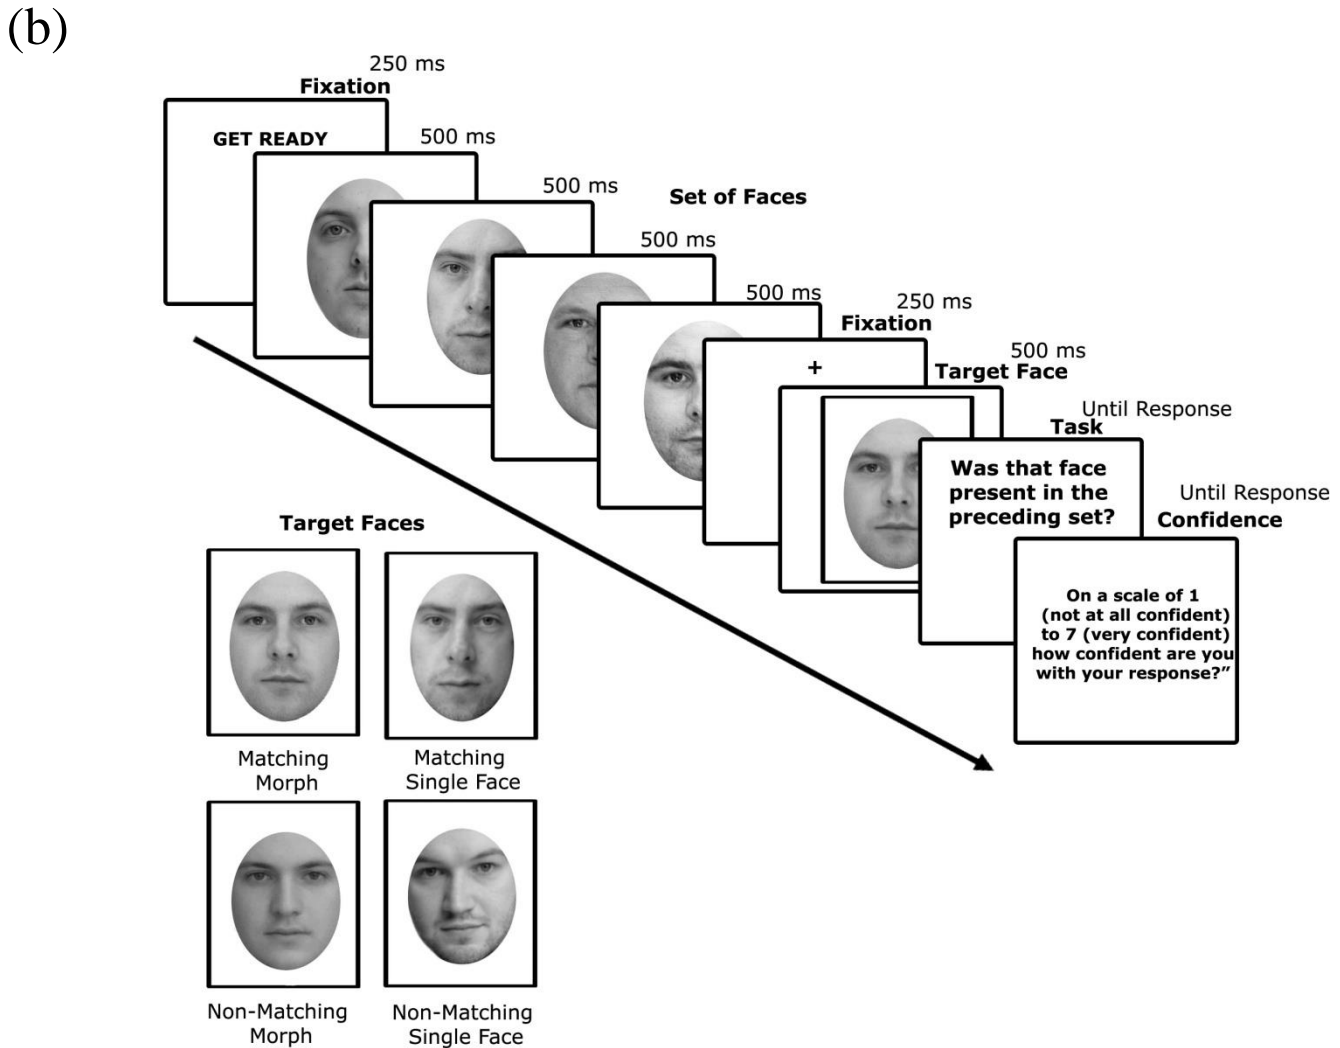 (b)
250 ms
Fixation
GET READY
500 ms
500 ms
Set of Faces
500 ms
500 ms
250 ms
Fixation
+
500 ms
Target Face
Until Response
Task
Was that face
present in the
preceding set?
Until Response
Confidence
On a scale of 1
(not at all confident)
to 7 (very confident)
how confident are you
with your response?”
Target Faces
Matching
Morph
Matching
Single Face
Non-Matching
Morph
Non-Matching
Single Face